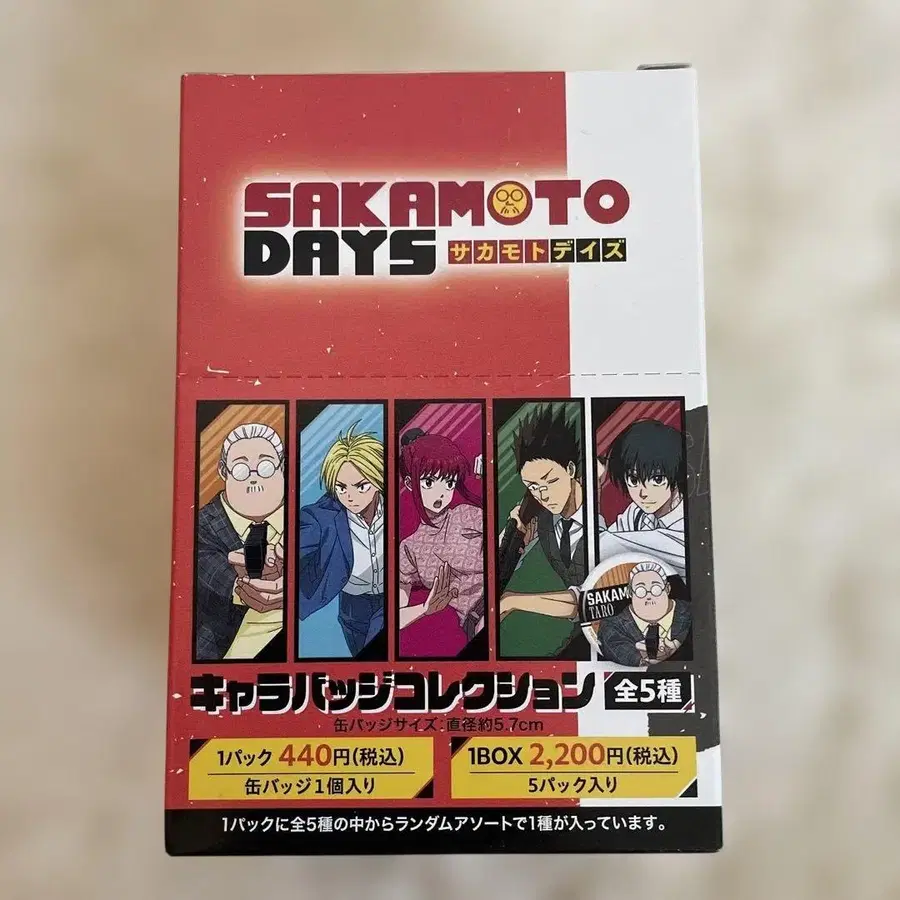 SAKAMOTO
DAYS サカモトデイズ
SAKAM
TARO
キャラバッジコレクション 全5種
缶バッジサイズ:直径約5.7cm
1パック 440円(税込)
缶バッジ1個入り
1BOX 2,200円(税込)
5パック入り
1パックに全5種の中からランダムアソートで1種が入っています。